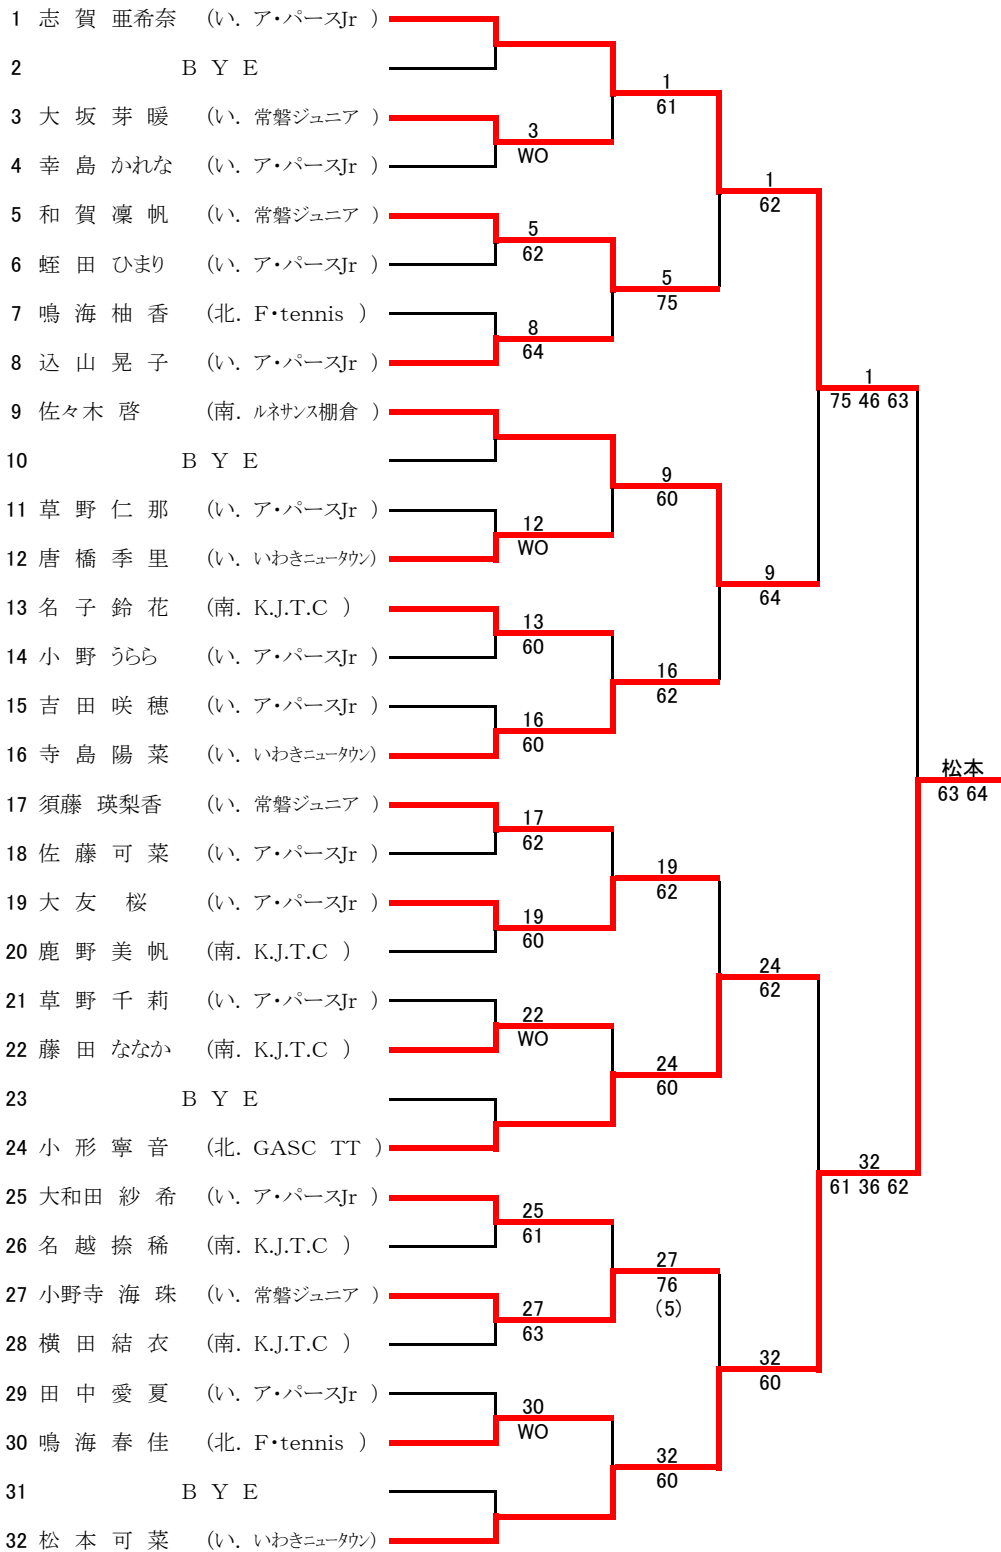 1 志 賀 亜希奈 (い. ア・パースJr )
2 B Y E
1
61
3 大 坂 芽 暖 (い. 常磐ジュニア )
3
WO
4 幸 島 かれな (い. ア・パースJr )
1
62
5 和 賀 凜 帆 (い. 常磐ジュニア )
5
62
6 蛭 田 ひまり (い. ア・パースJr )
5
75
7 鳴 海 柚 香 (北. F・tennis )
8
64
8 込 山 晃 子 (い. ア・パースJr )
1
75 46 63
9 佐々木 啓 (南. ルネサンス棚倉 )
10 B Y E
9
60
11 草 野 仁 那 (い. ア・パースJr )
12
WO
12 唐 橋 季 里 (い. いわきニュータウン)
9
64
13 名 子 鈴 花 (南. K.J.T.C )
13
60
14 小 野 うらら (い. ア・パースJr )
16
62
15 吉 田 咲 穂 (い. ア・パースJr )
16
60
16 寺 島 陽 菜 (い. いわきニュータウン)
松本
63 64
17 須藤 瑛梨香 (い. 常磐ジュニア )
17
62
18 佐 藤 可 菜 (い. ア・パースJr )
19
62
19 大 友 桜 (い. ア・パースJr )
19
60
20 鹿 野 美 帆 (南. K.J.T.C )
24
62
21 草 野 千 莉 (い. ア・パースJr )
22
WO
22 藤 田 ななか (南. K.J.T.C )
24
60
23 B Y E
24 小 形 寧 音 (北. GASC TT )
32
61 36 62
25 大和田 紗 希 (い. ア・パースJr )
25
61
26 名 越 捺 稀 (南. K.J.T.C )
27
76
(5)
27 小野寺 海 珠 (い. 常磐ジュニア )
27
63
28 横 田 結 衣 (南. K.J.T.C )
32
60
29 田 中 愛 夏 (い. ア・パースJr )
30
WO
30 鳴 海 春 佳 (北. F・tennis )
32
60
31 B Y E
32 松 本 可 菜 (い. いわきニュータウン)